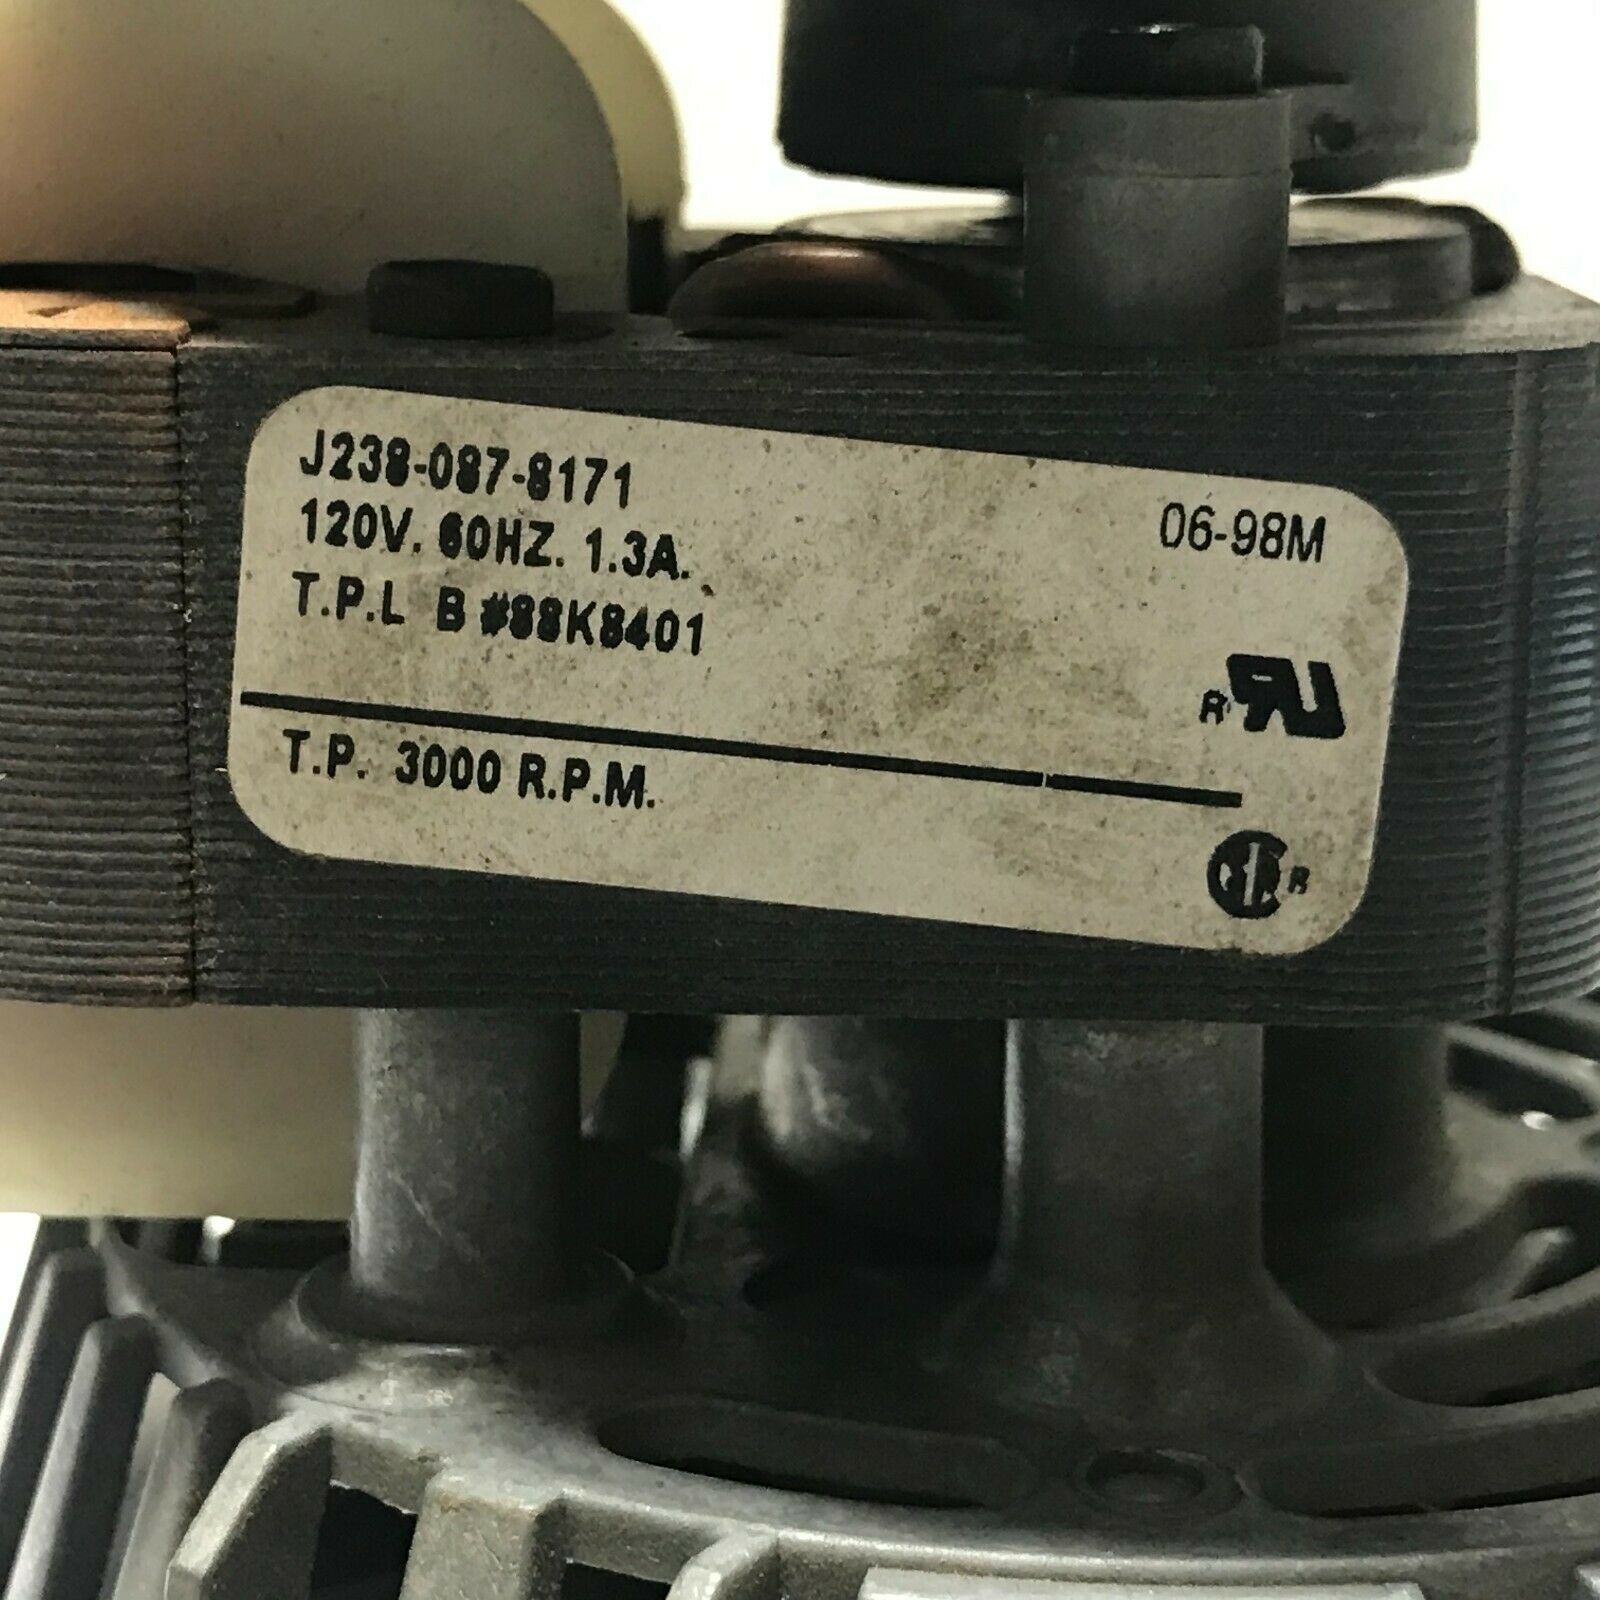 J238-087-8171
120V. 60HZ. 1.3A.
06-98M
T.P.L B #88K8401
T.P. 3000 R.P.M.